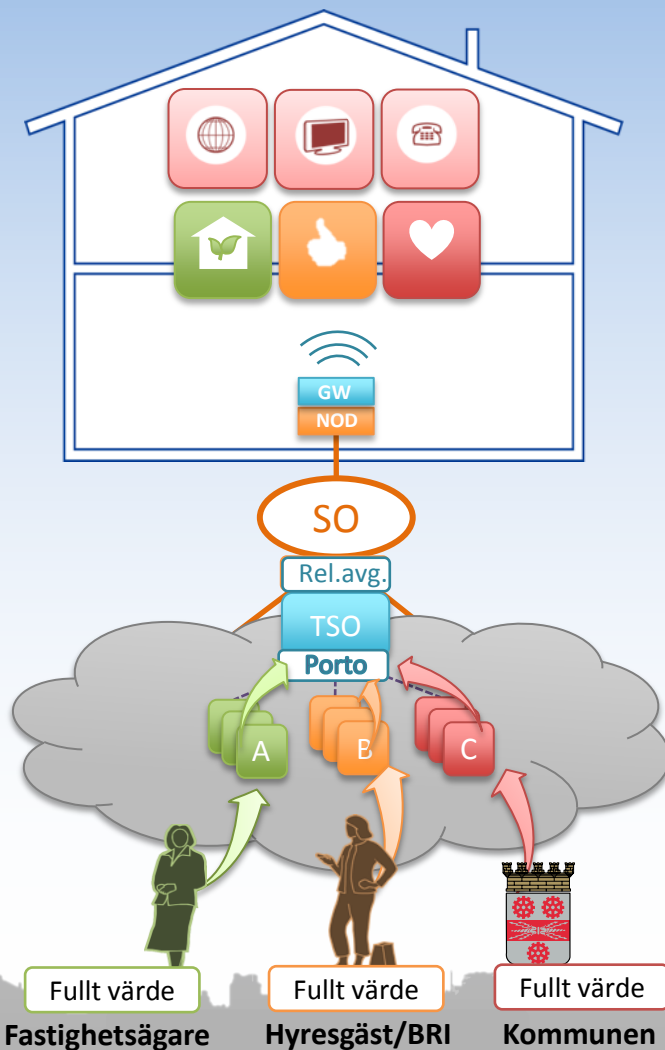 GW
NOD
SO
Rel.avg.
TSO
Porto
A
B
C
Fullt värde
Fullt värde
Fullt värde
Fastighetsägare
Hyresgäst/BRI
Kommunen